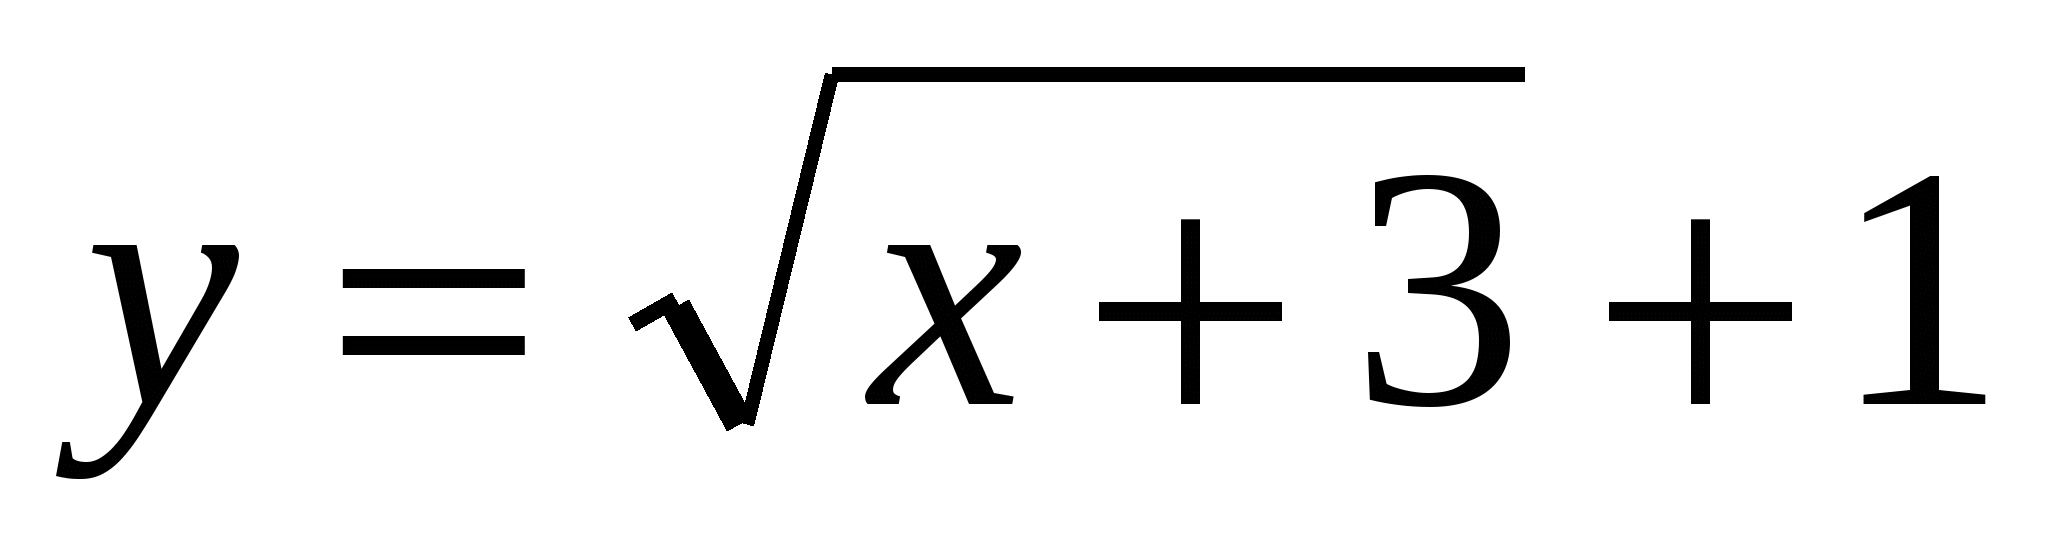 y = √(x + 3) + 1